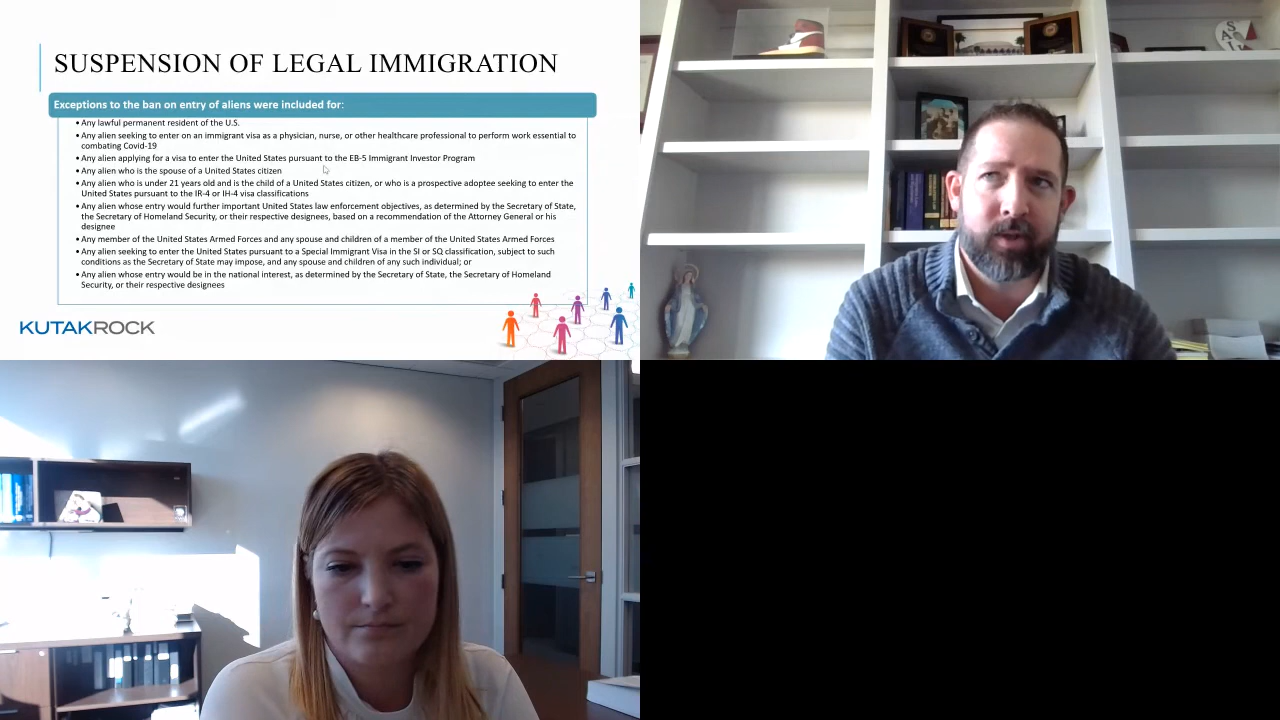 SUSPENSION OF LEGAL IMMIGRATION
Exceptions to the ban on entry of aliens were included for:
• Any lawful permanent resident of the U.S.
• Any alien seeking to enter on an immigrant visa as a physician, nurse, or other healthcare professional to perform work essential to
combating Covid-19
• Any alien applying for a visa to enter the United States pursuant to the EB-5 Immigrant Investor Program
• Any alien who is the spouse of a United States citizen
• Any alien who is under 21 years old and is the child of a United States citizen, or who is a prospective adoptee seeking to enter the
United States pursuant to the IR-4 or IH-4 visa classifications
• Any alien whose entry would further important United States law enforcement objectives, as determined by the Secretary of State,
the Secretary of Homeland Security, or their respective designees, based on a recommendation of the Attorney General or his
designee
• Any member of the United States Armed Forces and any spouse and children of a member of the United States Armed Forces
• Any alien seeking to enter the United States pursuant to a Special Immigrant Visa in the SI or SQ classification, subject to such
conditions as the Secretary of State may impose, and any spouse and children of any such individual; or
• Any alien whose entry would be in the national interest, as determined by the Secretary of State, the Secretary of Homeland
Security, or their respective designees
KUTAKROCK